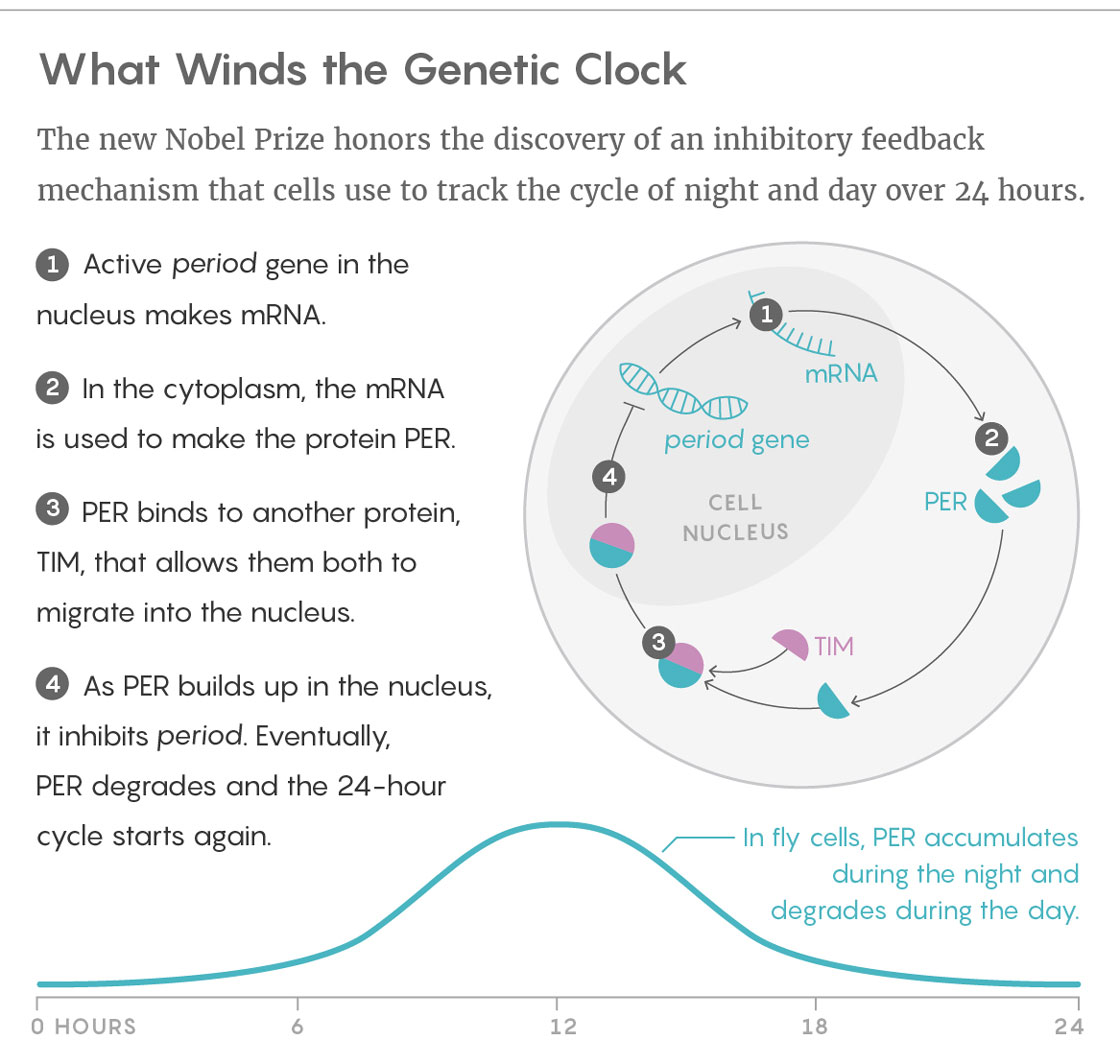 What Winds the Genetic Clock
The new Nobel Prize honors the discovery of an inhibitory feedback
mechanism that cells use to track the cycle of night and day over 24 hours.
1 Active period gene in the
nucleus makes mRNA.
2 In the cytoplasm, the mRNA
is used to make the protein PER.
3 PER binds to another protein,
TIM, that allows them both to
migrate into the nucleus.
4 As PER builds up in the nucleus,
it inhibits period. Eventually,
PER degrades and the 24-hour
cycle starts again.
1
mRNA
period gene
2
PER
4
CELL
NUCLEUS
3
TIM
In fly cells, PER accumulates
during the night and
degrades during the day.
0 HOURS 6 12 18 24